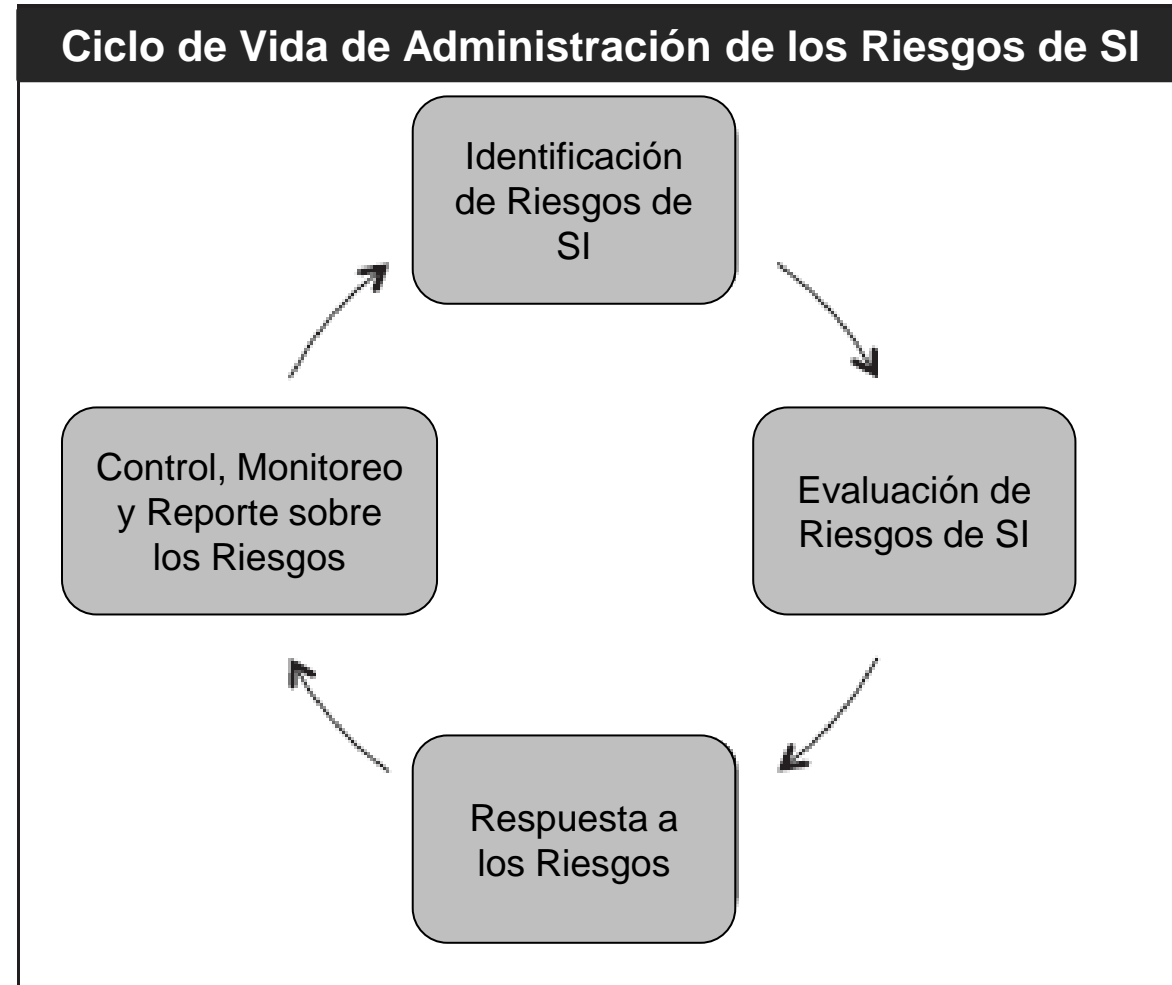 Ciclo de Vida de Administración de los Riesgos de SI
Identificación
de Riesgos de
SI
Evaluación de
Riesgos de SI
Respuesta a
los Riesgos
Control, Monitoreo
y Reporte sobre
los Riesgos